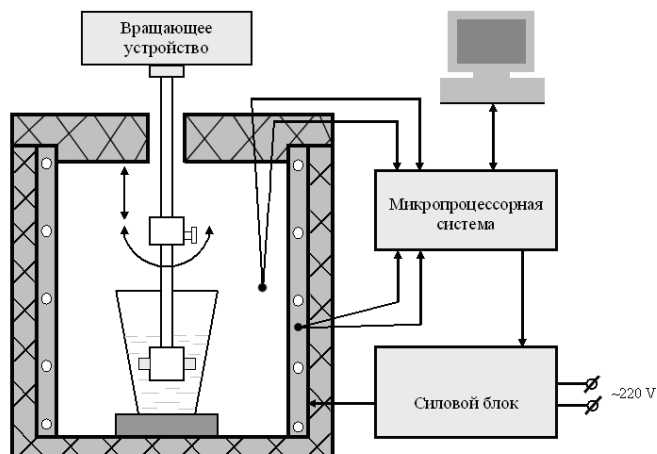 Вращающее
устройство
Микропроцессорная
система
Силовой блок
~220 V